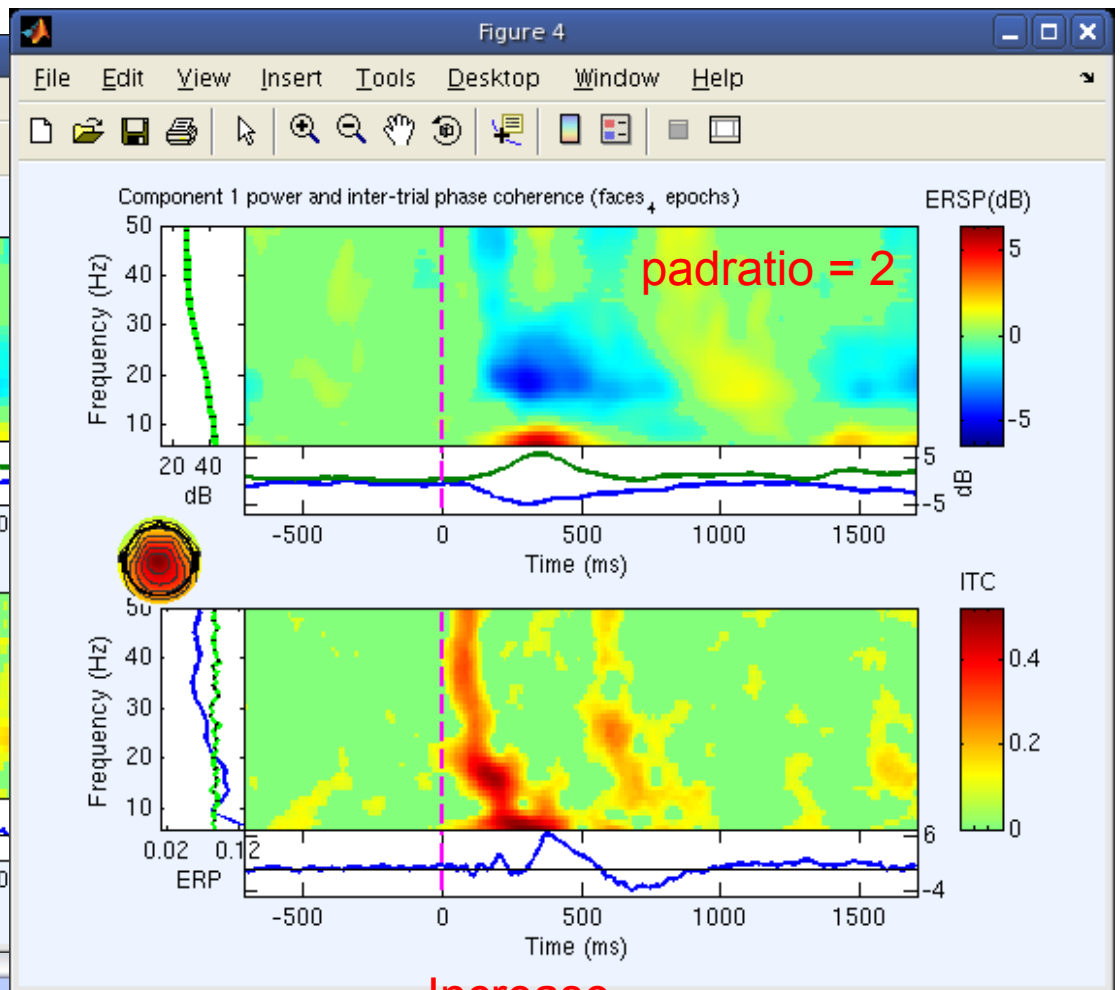 Figure 4
File Edit View Insert Tools Desktop Window Help
Component 1 power and inter-trial phase coherence (faces_4 epochs)
ERSP(dB)
padratio = 2
50
40
30
20
10
Frequency (Hz)
5
0
-5
20 40
dB
5
-5
dB
-500 0 500 1000 1500
Time (ms)
ITC
50
40
30
20
10
Frequency (Hz)
0.4
0.2
0
0.02 0.12
ERP
6
-4
-500 0 500 1000 1500
Time (ms)
Increase